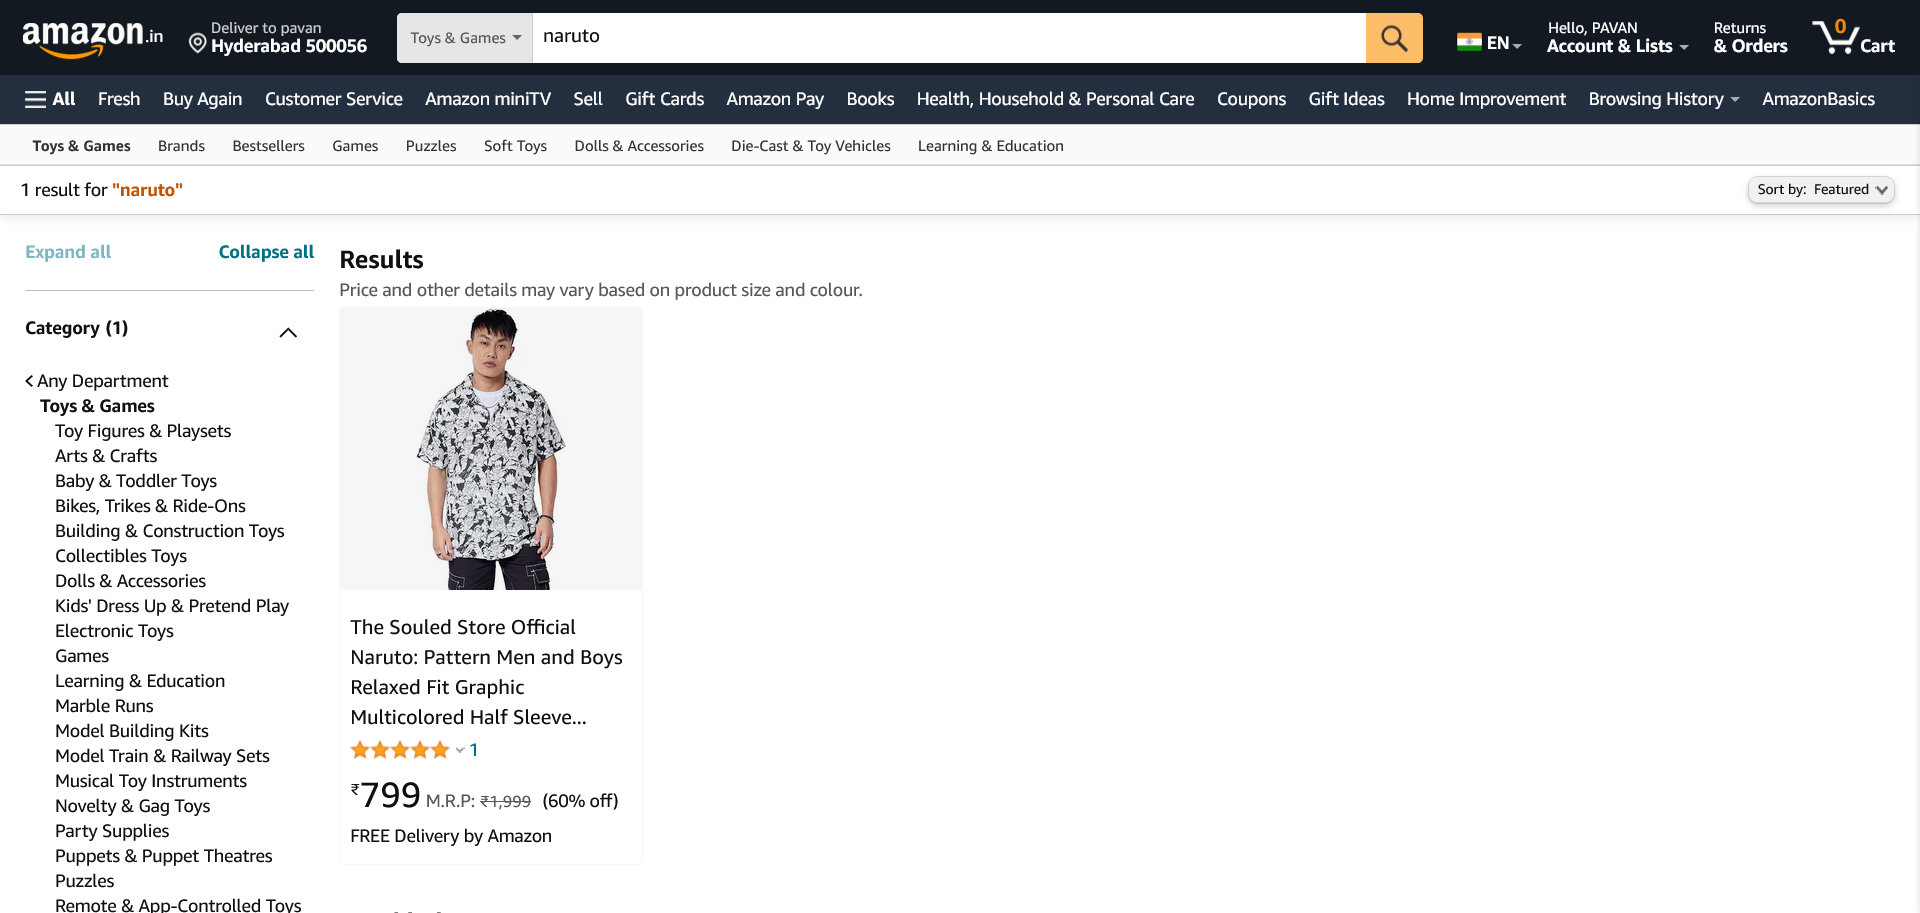 amazon.in
Deliver to pavan
Hyderabad 500056
Toys & Games
naruto
EN
Hello, PAVAN
Account & Lists
Returns
& Orders
0
Cart
All Fresh Buy Again Customer Service Amazon miniTV Sell Gift Cards Amazon Pay Books Health, Household & Personal Care Coupons Gift Ideas Home Improvement Browsing History AmazonBasics
Toys & Games Brands Bestsellers Games Puzzles Soft Toys Dolls & Accessories Die-Cast & Toy Vehicles Learning & Education
1 result for "naruto"
Sort by: Featured
Expand all Collapse all
Category (1)
Any Department
Toys & Games
Toy Figures & Playsets
Arts & Crafts
Baby & Toddler Toys
Bikes, Trikes & Ride-Ons
Building & Construction Toys
Collectibles Toys
Dolls & Accessories
Kids' Dress Up & Pretend Play
Electronic Toys
Games
Learning & Education
Marble Runs
Model Building Kits
Model Train & Railway Sets
Musical Toy Instruments
Novelty & Gag Toys
Party Supplies
Puppets & Puppet Theatres
Puzzles
Remote & App-Controlled Toys
Results
Price and other details may vary based on product size and colour.
The Souled Store Official
Naruto: Pattern Men and Boys
Relaxed Fit Graphic
Multicolored Half Sleeve...
1
₹799 M.R.P: ₹1,999 (60% off)
FREE Delivery by Amazon